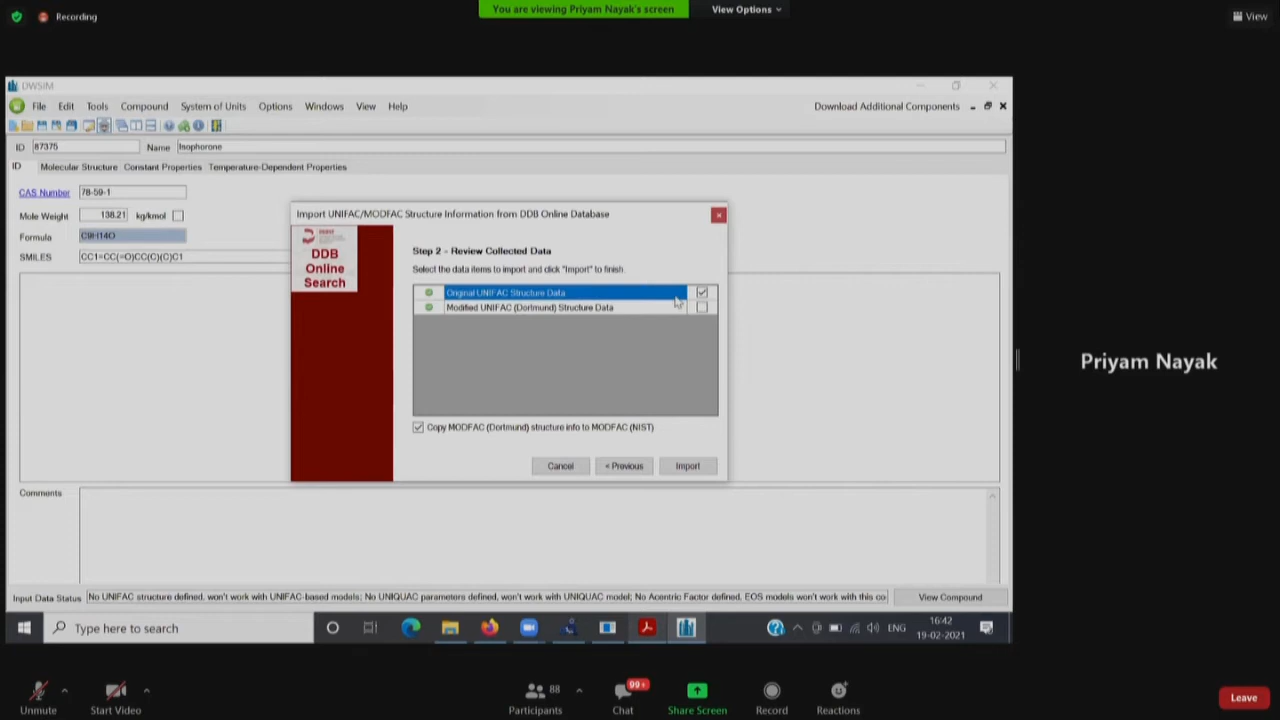 Recording
You are viewing Priyam Nayak's screen
View Options
View
DWSIM
File Edit Tools Compound System of Units Options Windows View Help
Download Additional Components
ID 87375 Name Isophorone
ID Molecular Structure Constant Properties Temperature-Dependent Properties
CAS Number 78-59-1
Mole Weight 138.21 kg/kmol
Formula C9H14O
SMILES CC1=CC(=O)CC(C)(C)C1
Import UNIFAC/MODFAC Structure Information from DDB Online Database
DDB
Online
Search
Step 2 - Review Collected Data
Select the data items to import and click "Import" to finish.
Original UNIFAC Structure Data
Modified UNIFAC (Dortmund) Structure Data
Copy MODFAC (Dortmund) structure info to MODFAC (NIST)
Cancel < Previous Import
Priyam Nayak
Comments
Input Data Status No UNIFAC structure defined, won't work with UNIFAC-based models; No UNIQUAC parameters defined, won't work with UNIQUAC model; No Acentric Factor defined, EOS models won't work with this co
View Compound
Type here to search
ENG
16:42
19-02-2021
88
99+
Unmute Start Video Participants Chat Share Screen Record Reactions
Leave